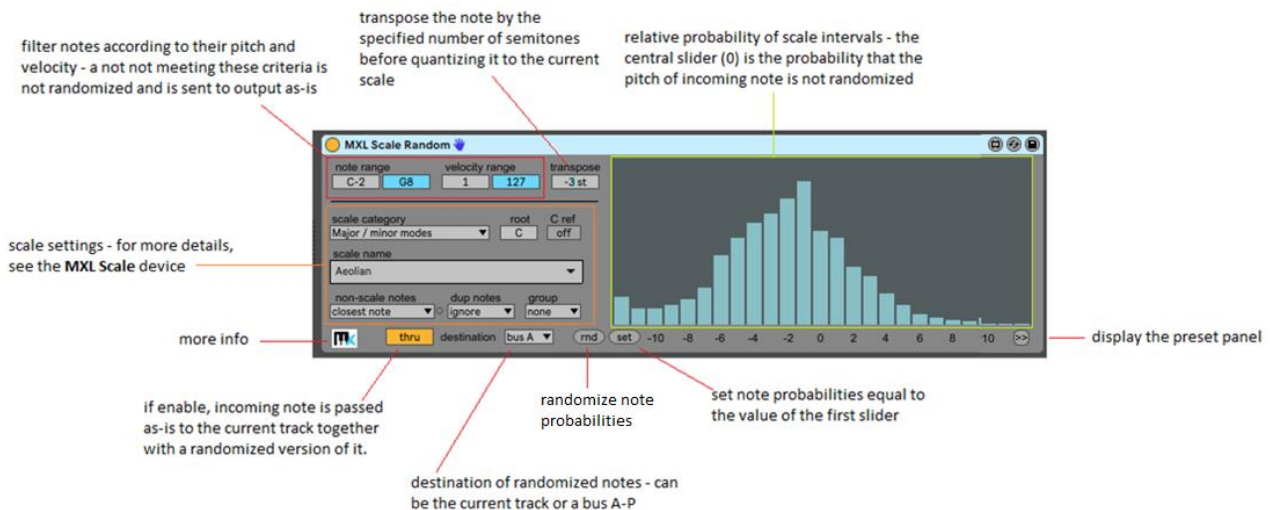 transpose the note by the
specified number of semitones
before quantizing it to the current
scale
filter notes according to their pitch and
velocity - a not not meeting these criteria is
not randomized and is sent to output as-is
relative probability of scale intervals - the
central slider (0) is the probability that the
pitch of incoming note is not randomized
MXL Scale Random
note range velocity range transpose
C-2 G8 1 127 -3 st
scale category root C ref
Major / minor modes C off
scale name
Aeolian
non-scale notes dup notes group
closest note ignore none
thru destination bus A rnd set -10 -8 -6 -4 -2 0 2 4 6 8 10 >>
scale settings - for more details,
see the MXL Scale device
more info
display the preset panel
if enable, incoming note is passed
as-is to the current track together
with a randomized version of it.
randomize note
probabilities
set note probabilities equal to
the value of the first slider
destination of randomized notes - can
be the current track or a bus A-P